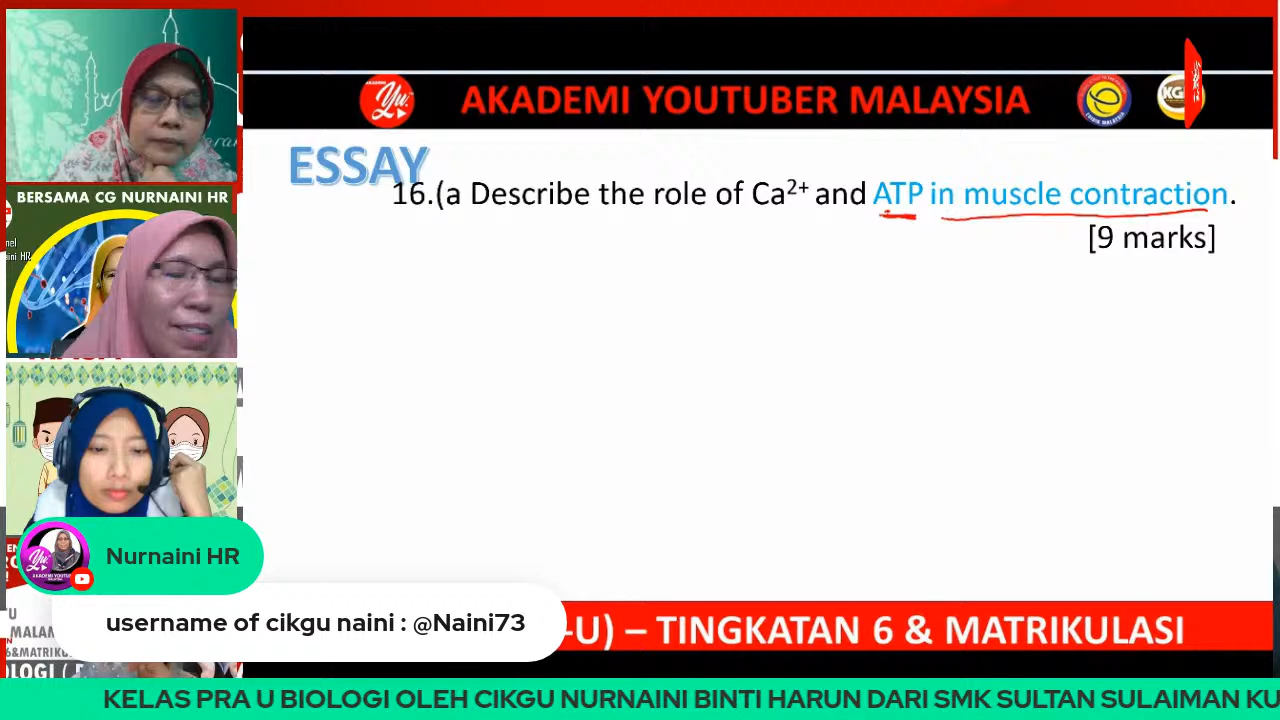 AKADEMI YOUTUBER MALAYSIA
ESSAY
16.(a Describe the role of Ca²⁺ and ATP in muscle contraction.
[9 marks]
BERSAMA CG NURNAINI HR
Nurnaini HR
username of cikgu naini : @Naini73
-U) – TINGKATAN 6 & MATRIKULASI
KELAS PRA U BIOLOGI OLEH CIKGU NURNAINI BINTI HARUN DARI SMK SULTAN SULAIMAN KU